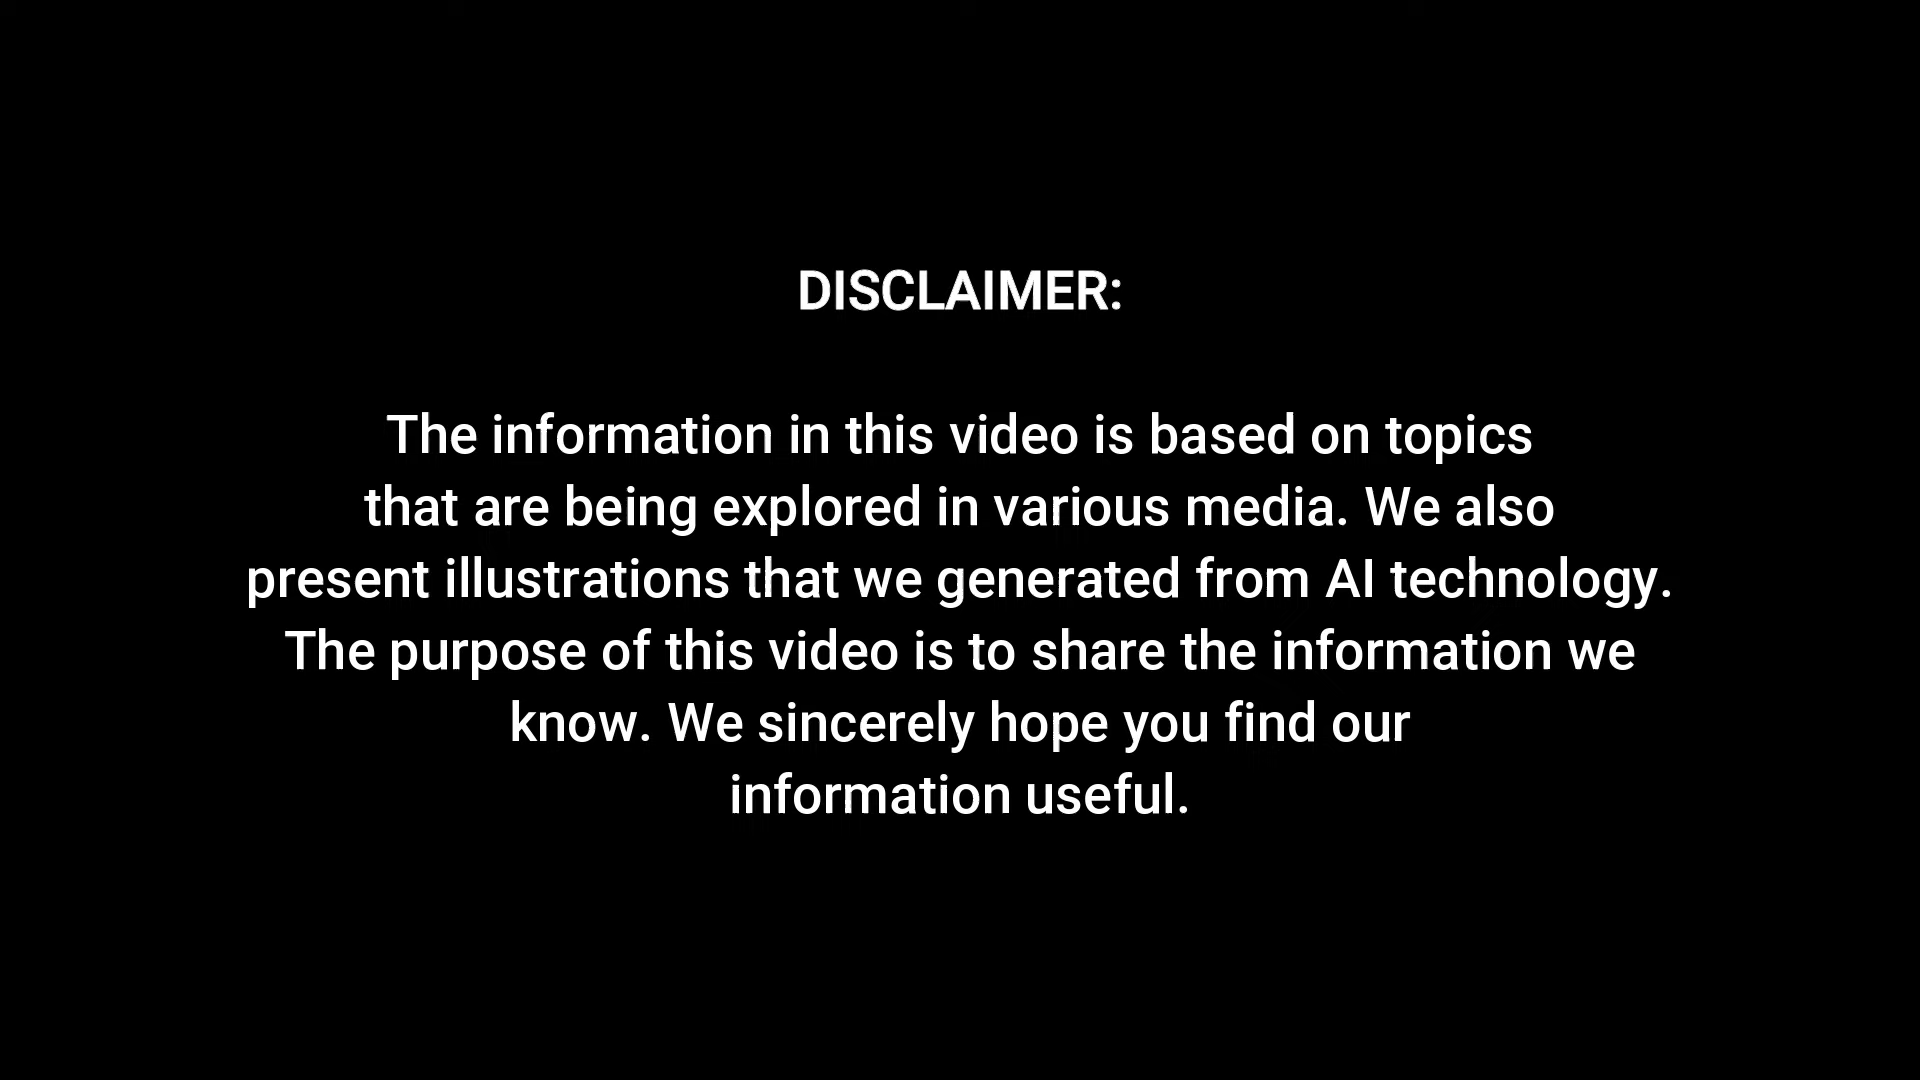 DISCLAIMER:
The information in this video is based on topics
that are being explored in various media. We also
present illustrations that we generated from AI technology.
The purpose of this video is to share the information we
know. We sincerely hope you find our
information useful.